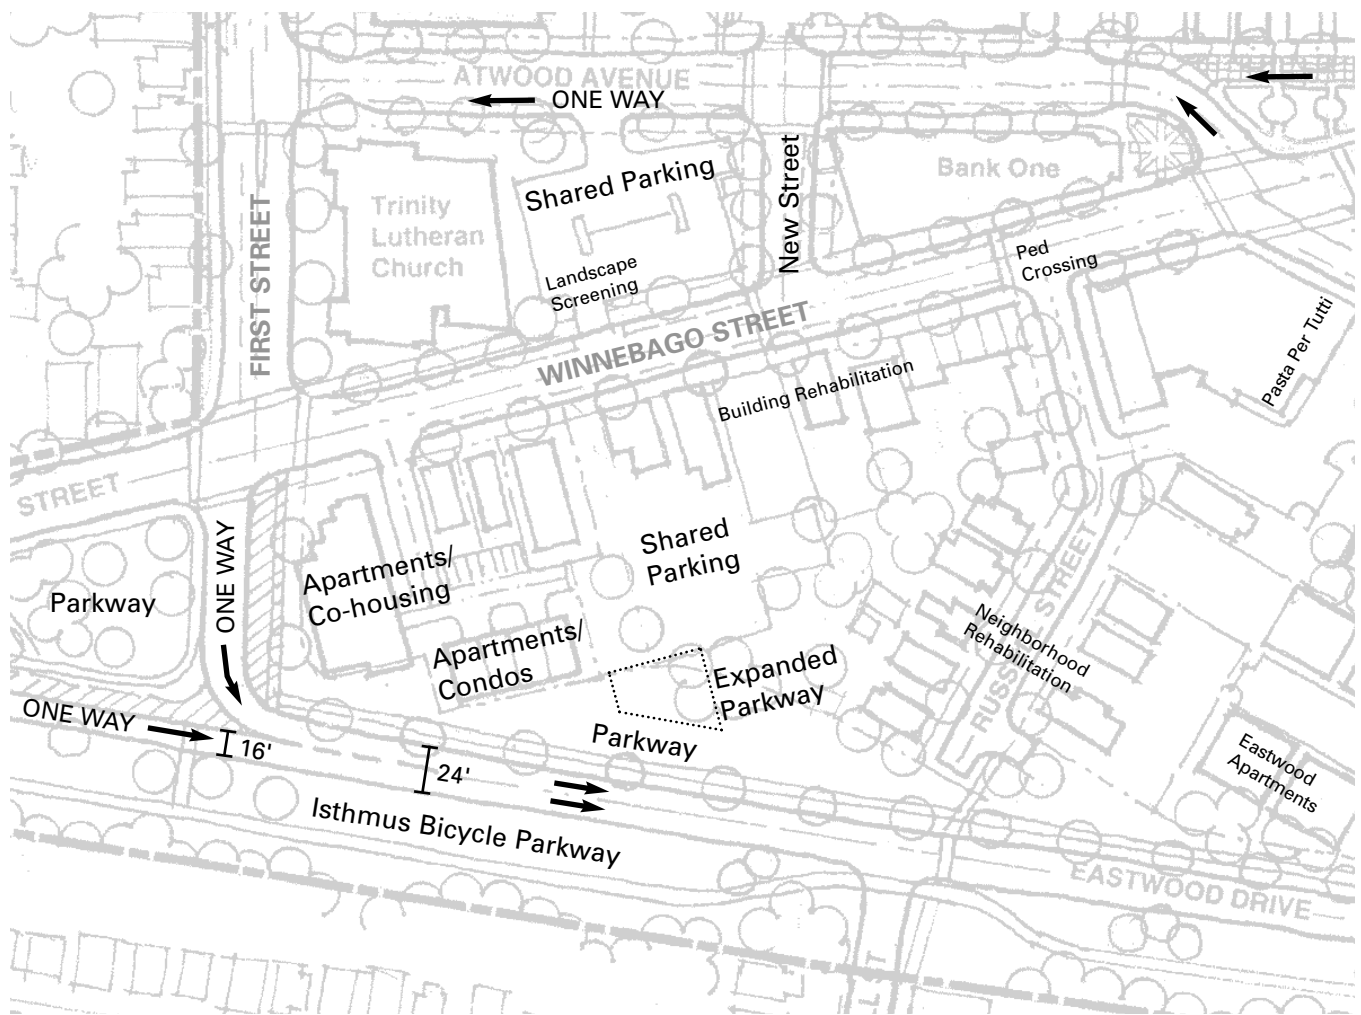 ATWOOD AVENUE
ONE WAY
Shared Parking
New Street
Bank One
Trinity
Lutheran
Church
FIRST STREET
Landscape
Screening
Ped
Crossing
WINNEBAGO STREET
Pasta Per Tutti
Building Rehabilitation
STREET
ONE WAY
Shared
Parking
Apartments/
Co-housing
Parkway
Apartments/
Condos
Neighborhood
Rehabilitation
STREET
Expanded
Parkway
ONE WAY
16'
24'
Parkway
Eastwood
Apartments
Isthmus Bicycle Parkway
EASTWOOD DRIVE